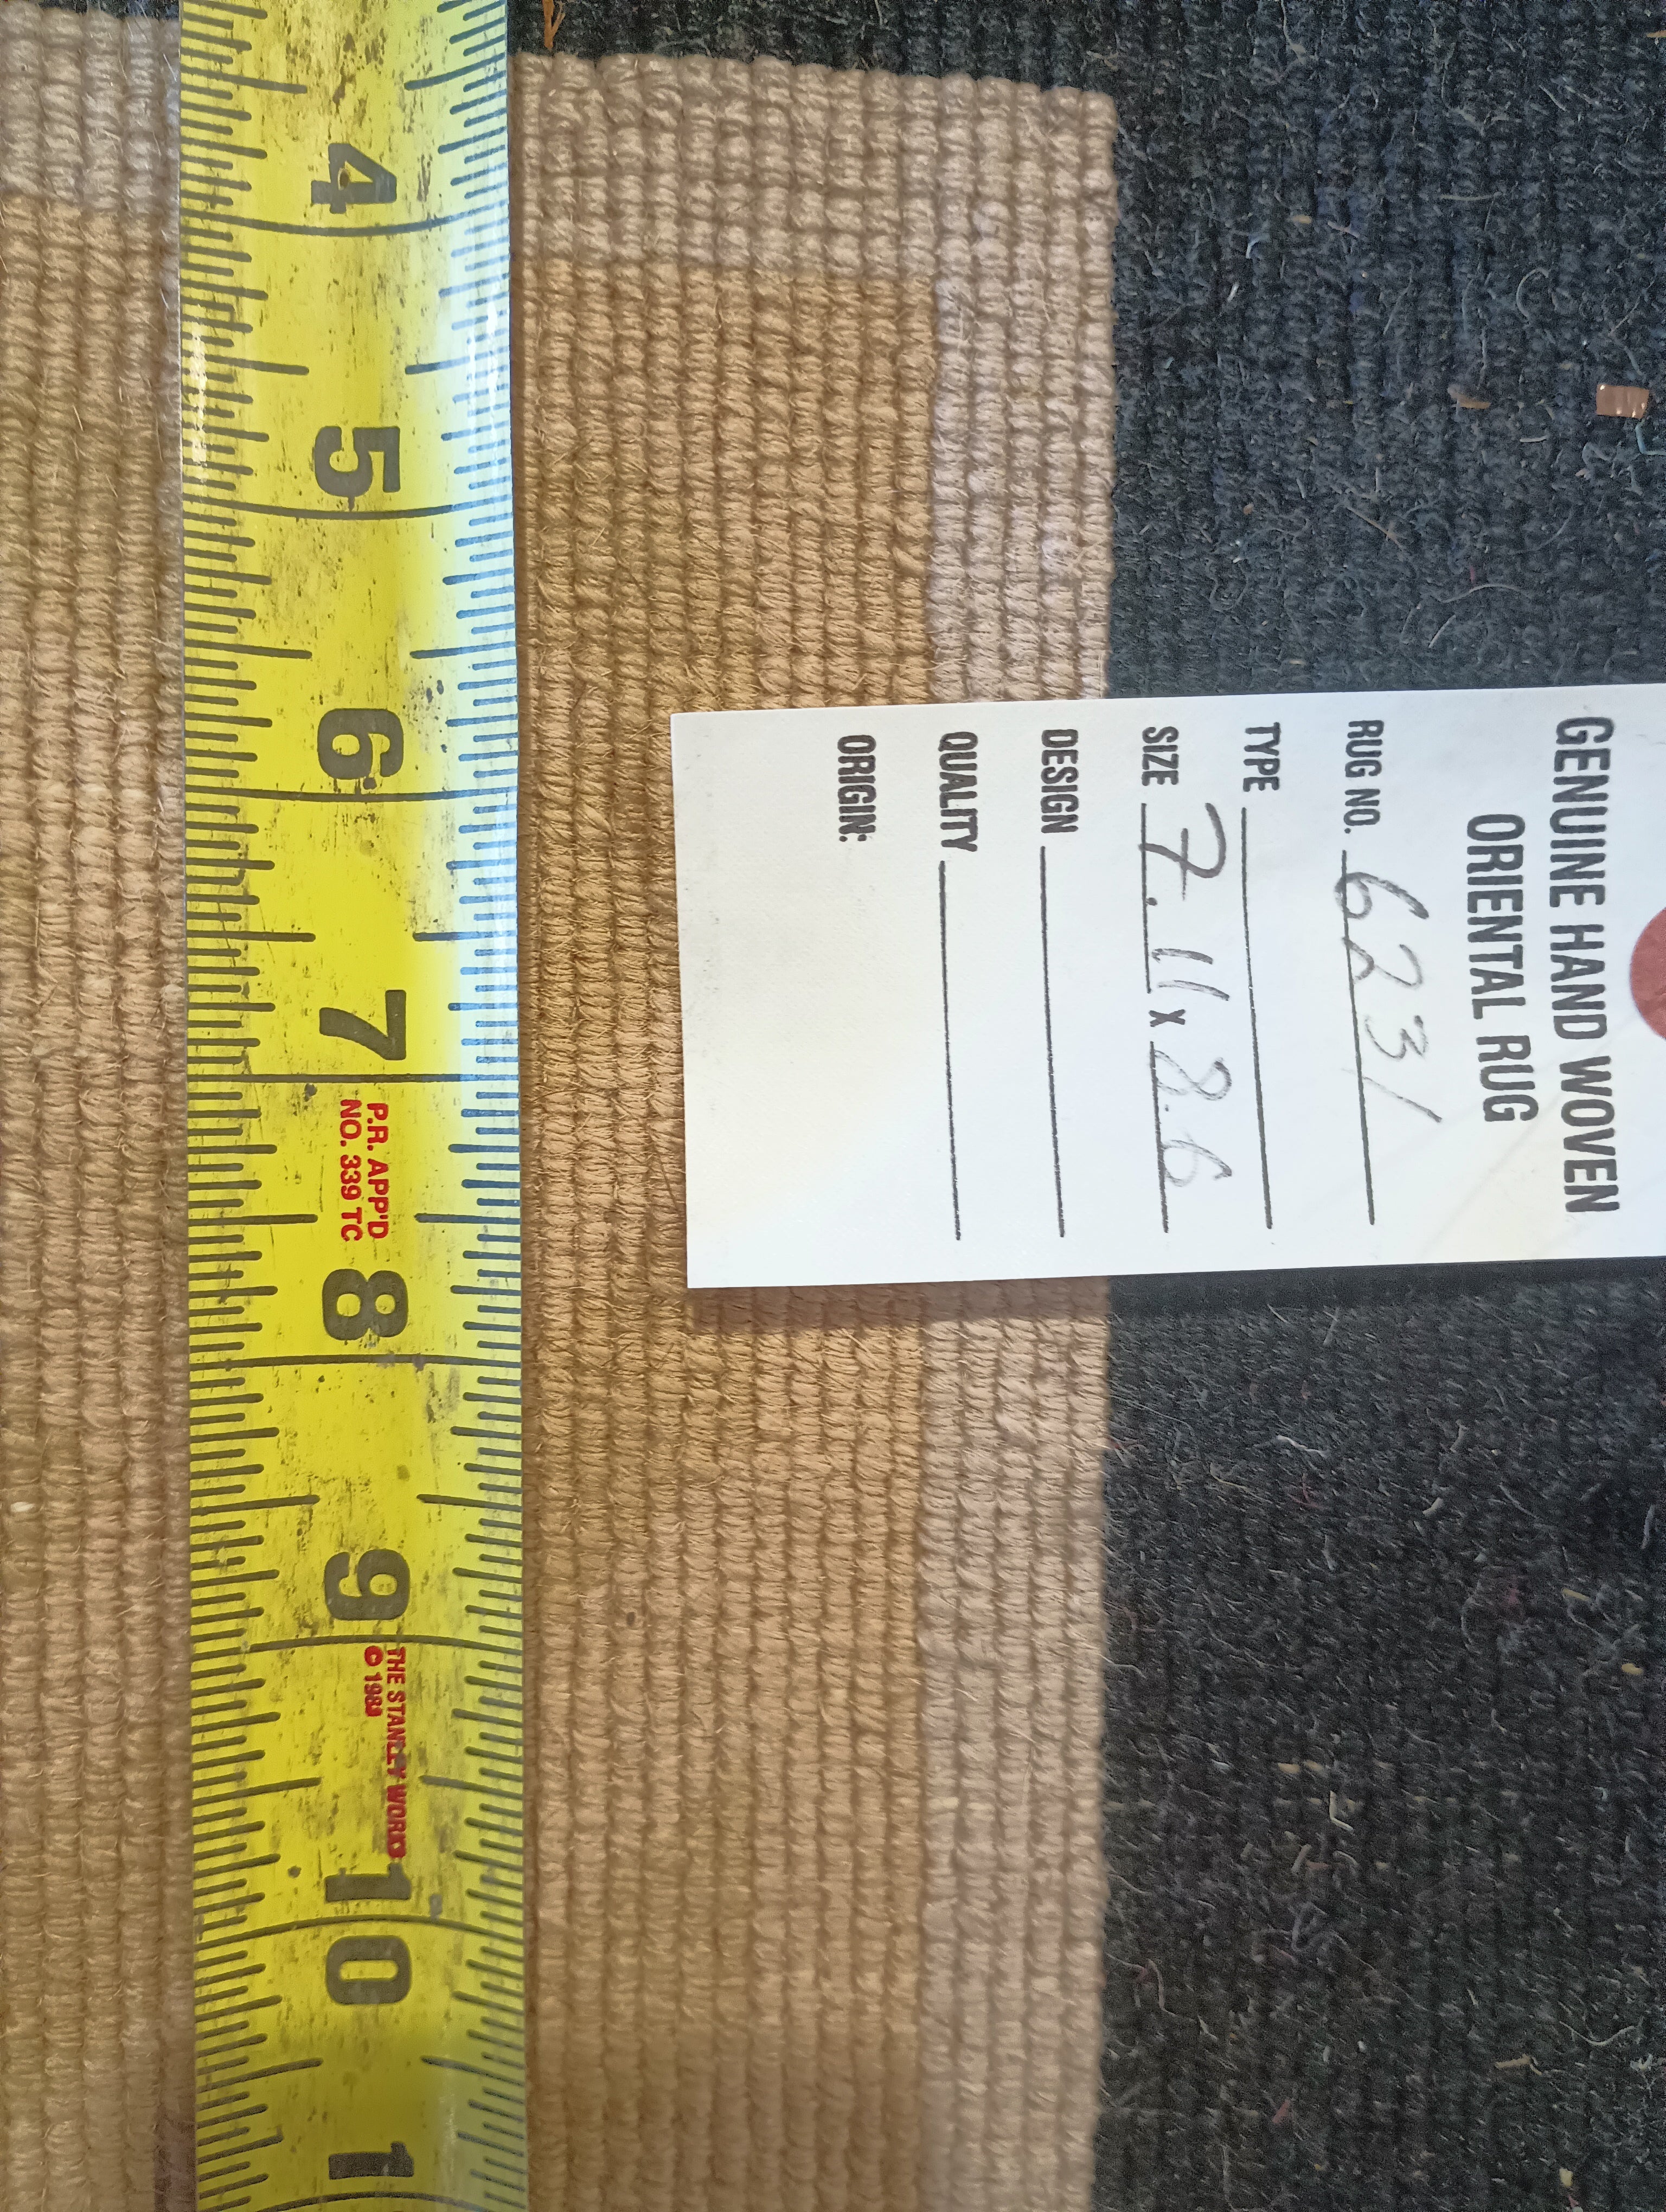 GENUINE HAND WOVEN
ORIENTAL RUG
RUG NO. 6231
TYPE
SIZE 7.11 x 8.6
DESIGN
QUALITY
ORIGIN:
4
5
6
7
P.R. APP'D
NO. 339 TC
8
9
THE STANLEY WORKS
© 1989
10
1